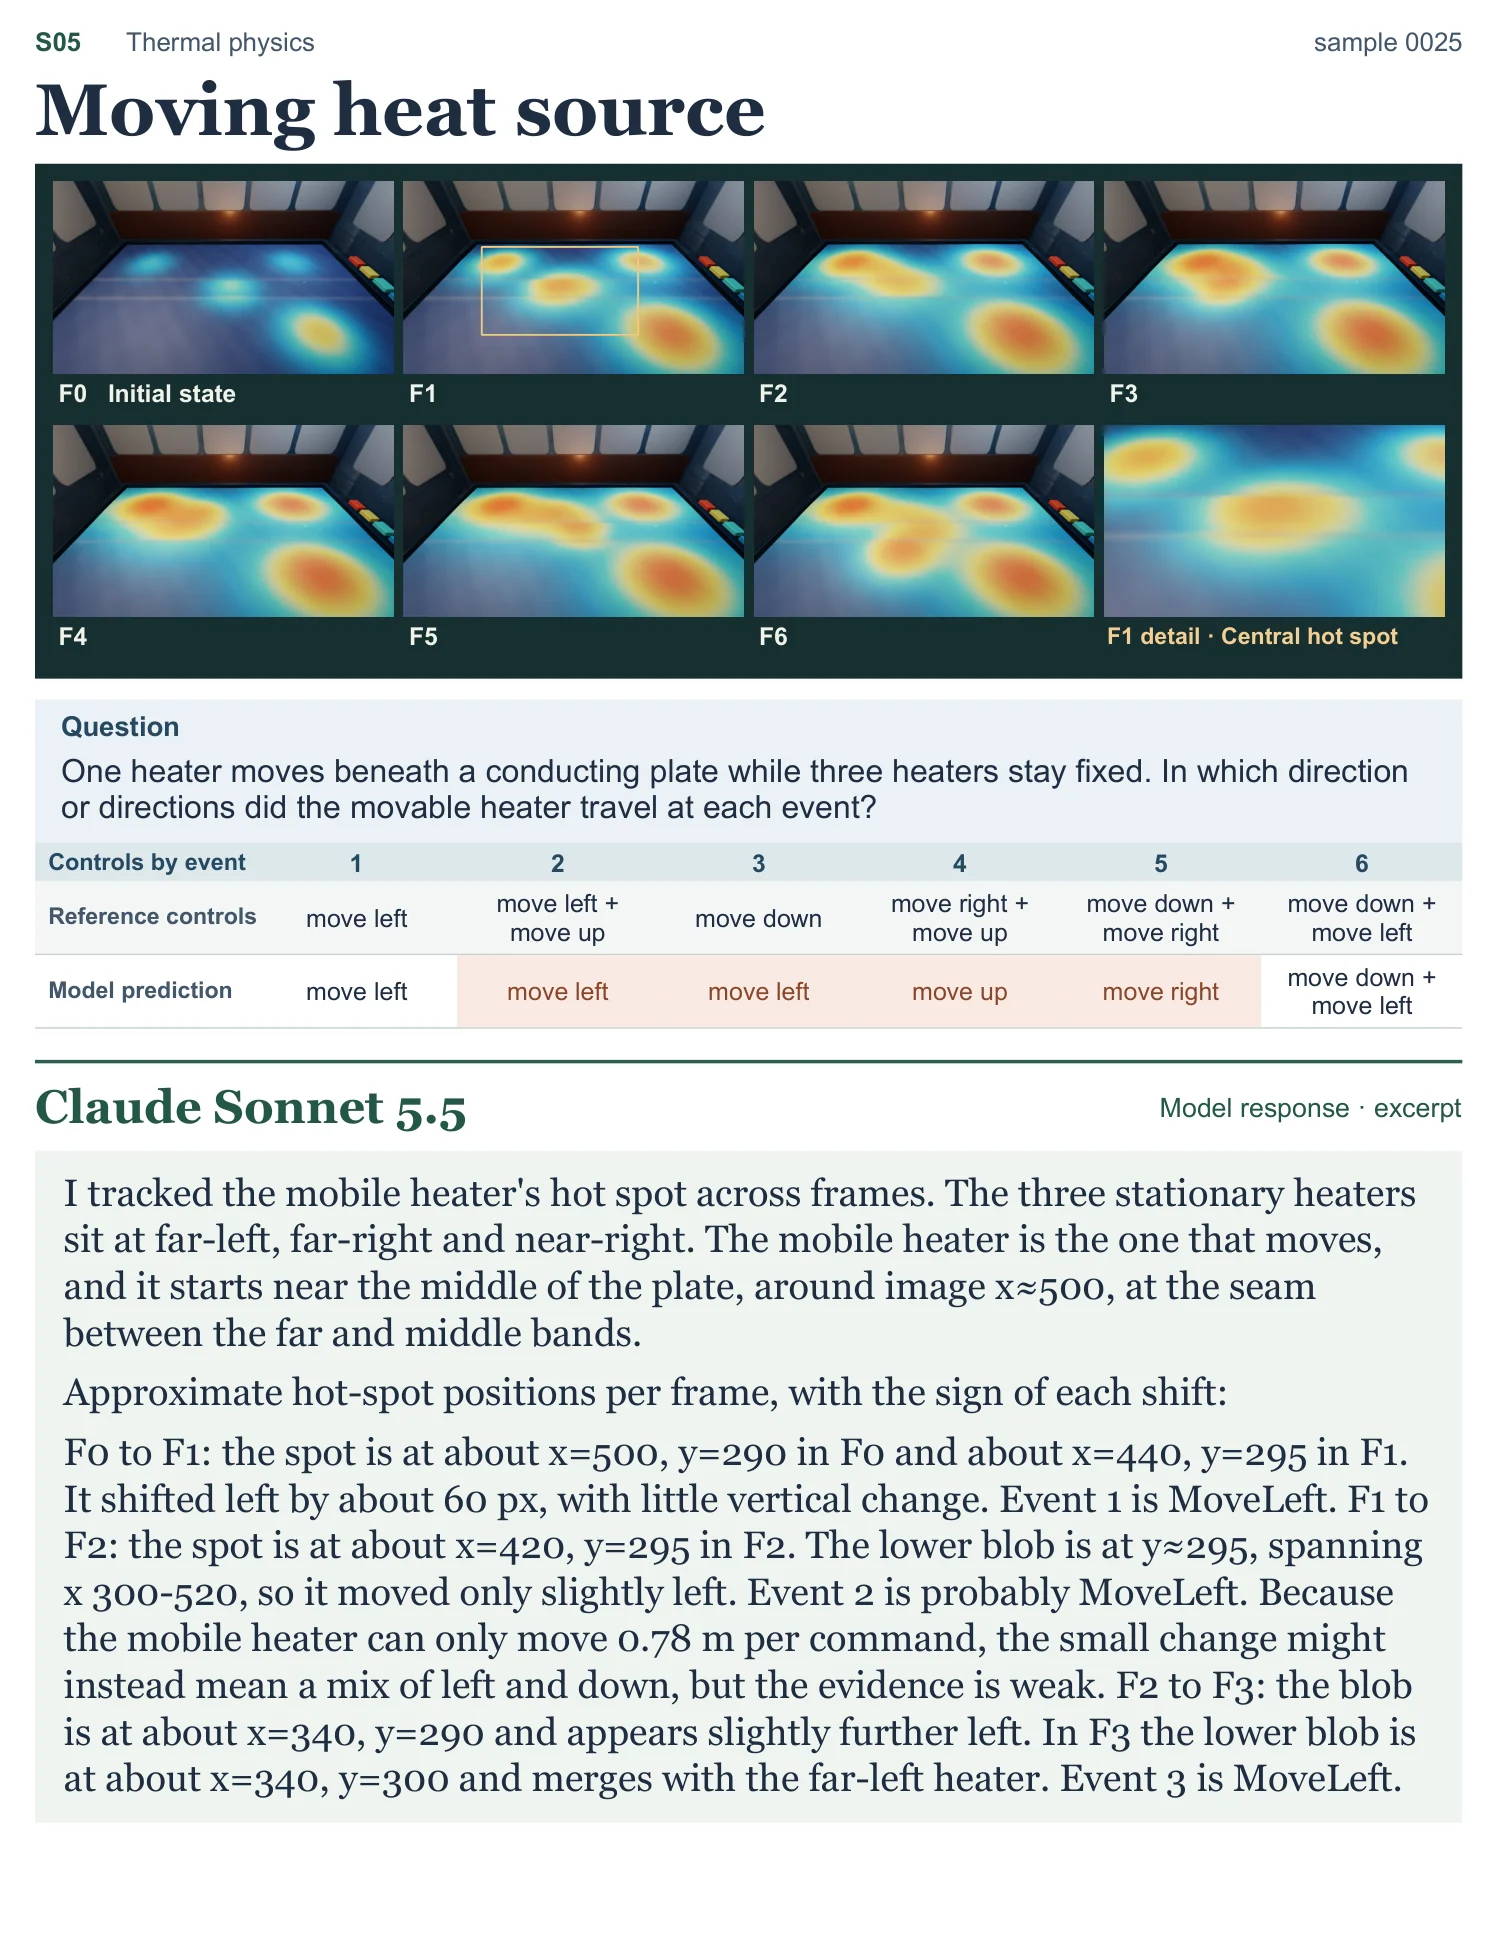 S05 Thermal physics sample 0025
Moving heat source
F0 Initial state F1 F2 F3
F4 F5 F6 F1 detail · Central hot spot
Question
One heater moves beneath a conducting plate while three heaters stay fixed. In which direction
or directions did the movable heater travel at each event?
Controls by event 1 2 3 4 5 6
Reference controls move left move left + move up move down move right + move up move down + move right move down + move left
Model prediction move left move left move left move up move right move down + move left
Claude Sonnet 5.5 Model response · excerpt
I tracked the mobile heater's hot spot across frames. The three stationary heaters
sit at far-left, far-right and near-right. The mobile heater is the one that moves,
and it starts near the middle of the plate, around image x≈500, at the seam
between the far and middle bands.
Approximate hot-spot positions per frame, with the sign of each shift:
F0 to F1: the spot is at about x=500, y=290 in F0 and about x=440, y=295 in F1.
It shifted left by about 60 px, with little vertical change. Event 1 is MoveLeft. F1 to
F2: the spot is at about x=420, y=295 in F2. The lower blob is at y≈295, spanning
x 300-520, so it moved only slightly left. Event 2 is probably MoveLeft. Because
the mobile heater can only move 0.78 m per command, the small change might
instead mean a mix of left and down, but the evidence is weak. F2 to F3: the blob
is at about x=340, y=290 and appears slightly further left. In F3 the lower blob is
at about x=340, y=300 and merges with the far-left heater. Event 3 is MoveLeft.